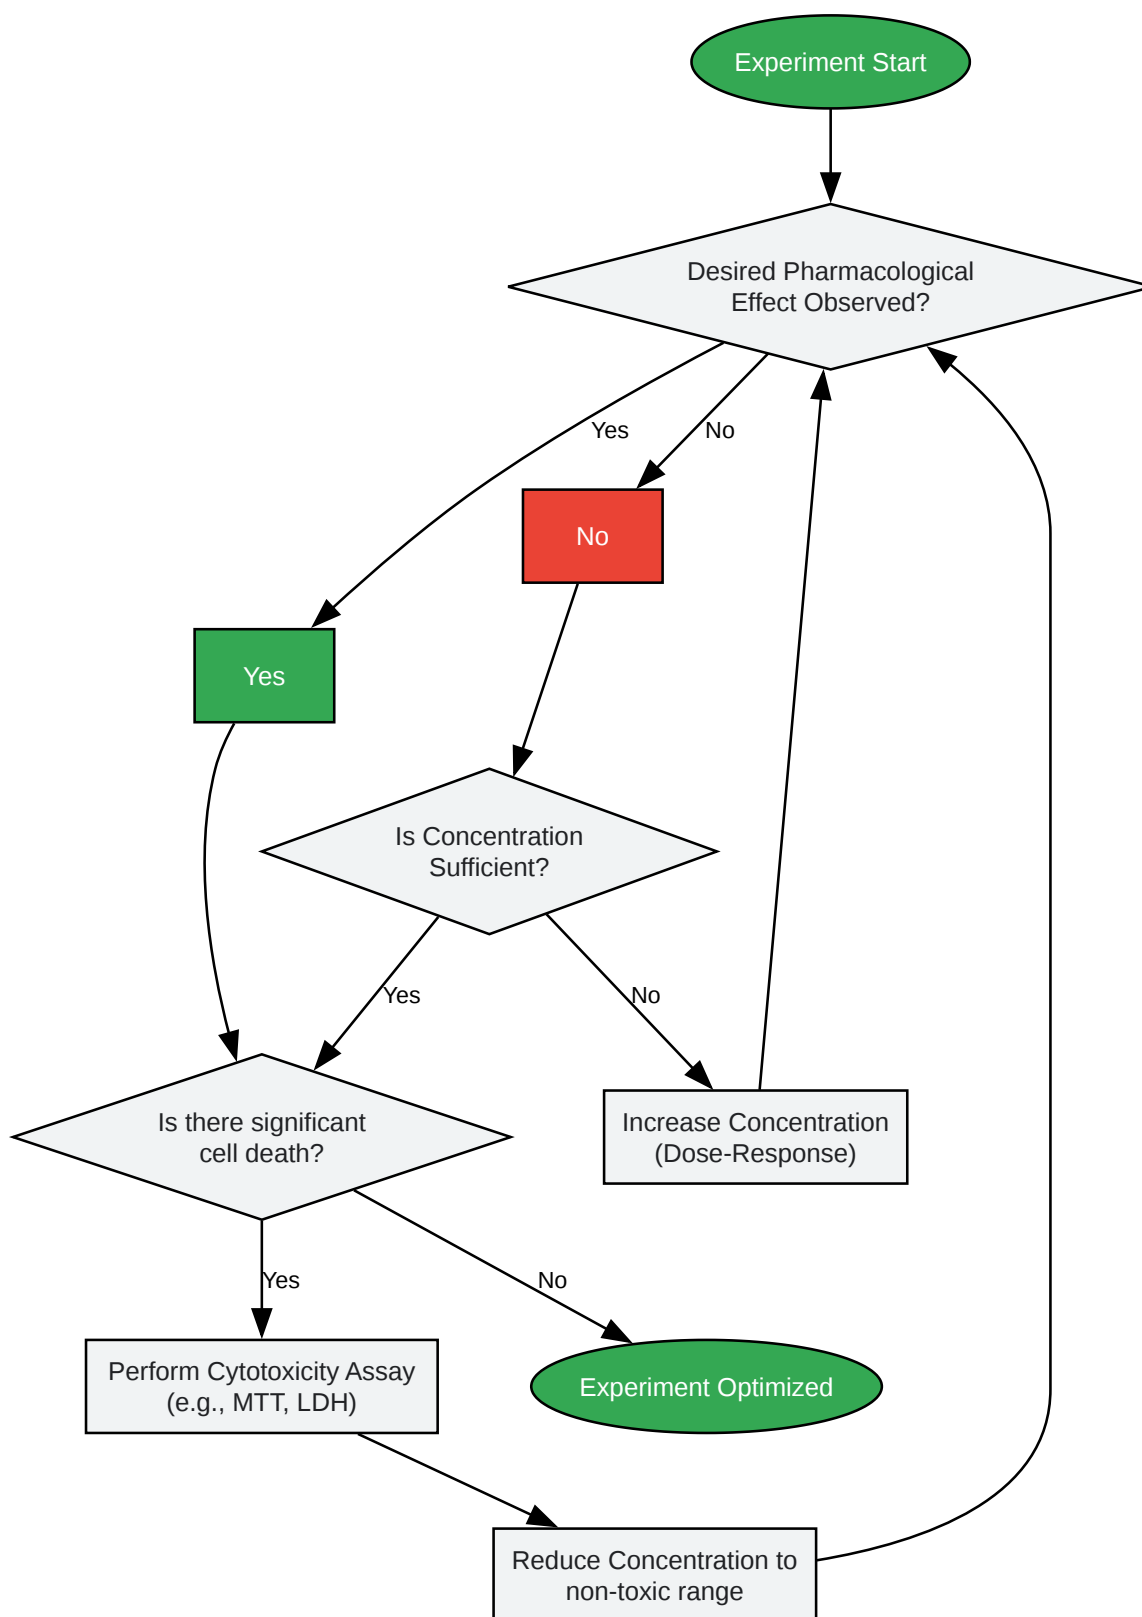 Experiment Start
Desired Pharmacological
Effect Observed?
Yes
No
No
Yes
Is Concentration
Sufficient?
Yes
No
Is there significant
cell death?
Increase Concentration
(Dose-Response)
Yes
No
Perform Cytotoxicity Assay
(e.g., MTT, LDH)
Experiment Optimized
Reduce Concentration to
non-toxic range